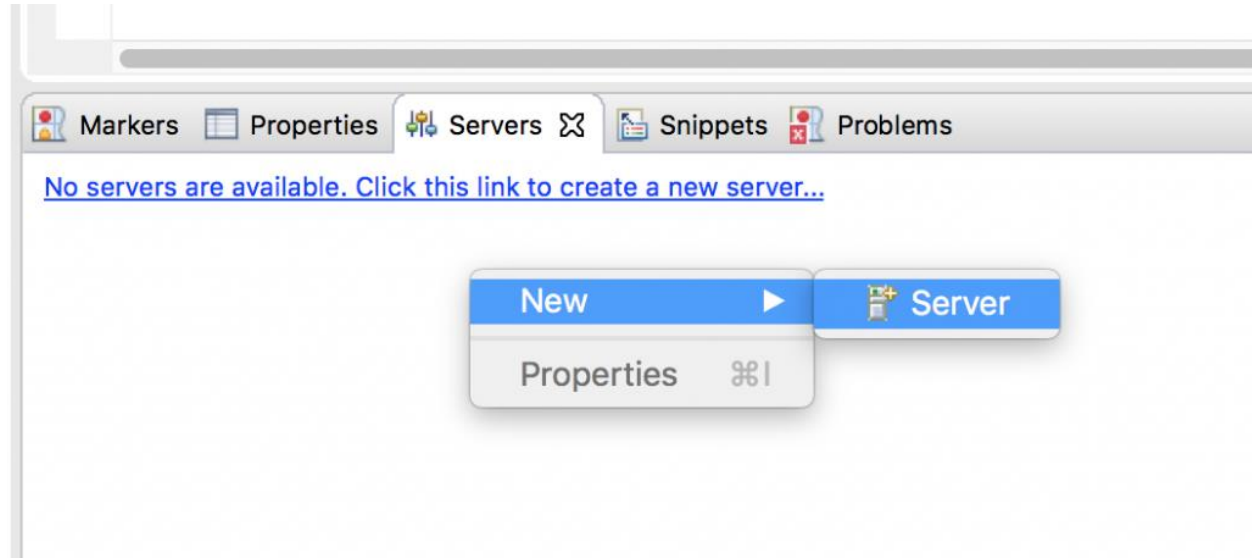 Markers Properties Servers Snippets Problems
No servers are available. Click this link to create a new server...
New Server
Properties ⌘I